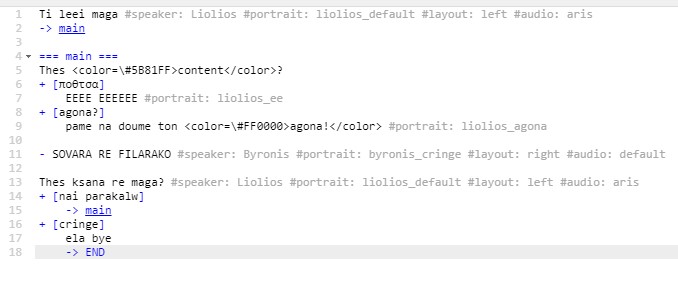 1 Ti leei maga #speaker: Liolios #portrait: liolios_default #layout: left #audio: aris
2 -> main
3
4 === main ===
5 Thes <color=\#5B81FF>content</color>?
6 + [ποθτσα]
7 EEEE EEEEEE #portrait: liolios_ee
8 + [agona?]
9 pame na doume ton <color=\#FF0000>agona!</color> #portrait: liolios_agona
10
11 - SOVARA RE FILARAKO #speaker: Byronis #portrait: byronis_cringe #layout: right #audio: default
12
13 Thes ksana re maga? #speaker: Liolios #portrait: liolios_default #layout: left #audio: aris
14 + [nai parakalw]
15 -> main
16 + [cringe]
17 ela bye
18 -> END